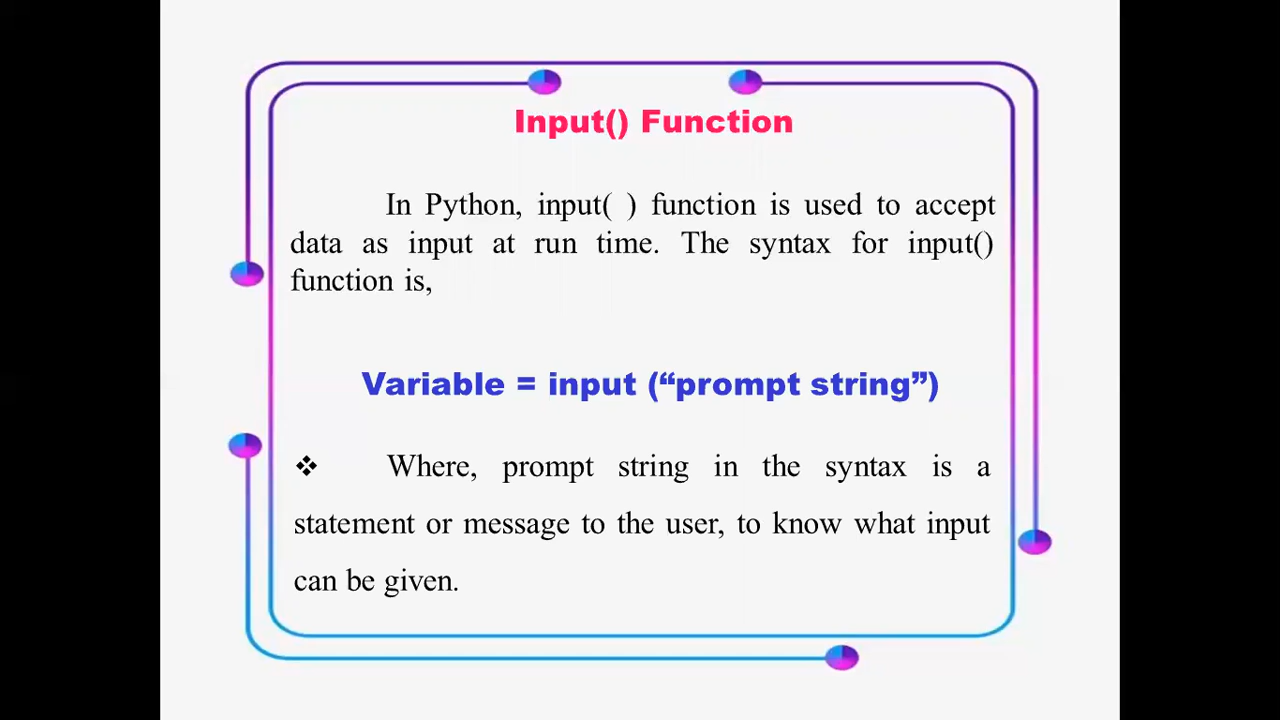 Input() Function
In Python, input( ) function is used to accept
data as input at run time. The syntax for input()
function is,
Variable = input (“prompt string”)
❖ Where, prompt string in the syntax is a
statement or message to the user, to know what input
can be given.